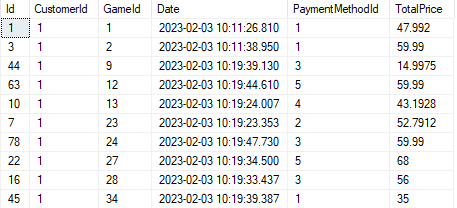 Id CustomerId GameId Date PaymentMethodId TotalPrice
1 1 1 2023-02-03 10:11:26.810 1 47.992
3 1 2 2023-02-03 10:11:38.950 1 59.99
44 1 9 2023-02-03 10:19:39.130 3 14.9975
63 1 12 2023-02-03 10:19:44.610 5 59.99
10 1 13 2023-02-03 10:19:24.007 4 43.1928
7 1 23 2023-02-03 10:19:23.353 2 52.7912
78 1 24 2023-02-03 10:19:47.730 3 59.99
22 1 27 2023-02-03 10:19:34.500 5 68
16 1 28 2023-02-03 10:19:33.437 3 56
45 1 34 2023-02-03 10:19:39.387 1 35